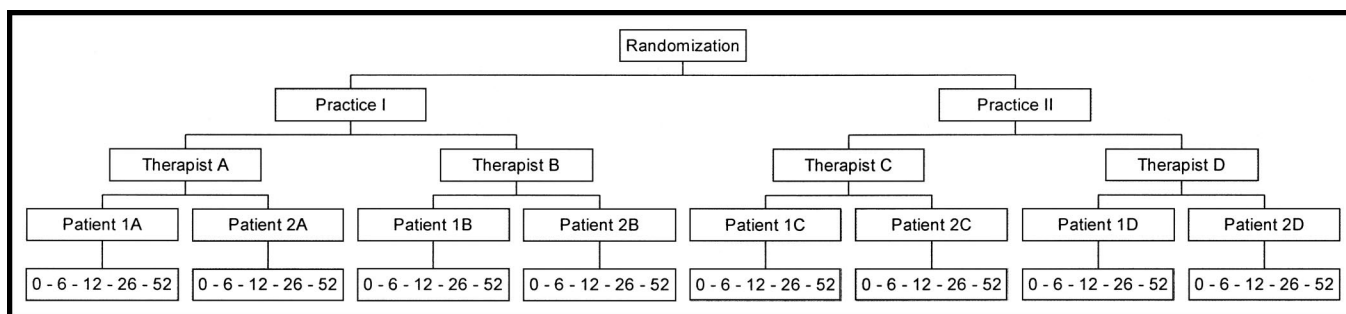 Randomization
Practice I
Practice II
Therapist A
Therapist B
Therapist C
Therapist D
Patient 1A
Patient 2A
Patient 1B
Patient 2B
Patient 1C
Patient 2C
Patient 1D
Patient 2D
0 - 6 - 12 - 26 - 52
0 - 6 - 12 - 26 - 52
0 - 6 - 12 - 26 - 52
0 - 6 - 12 - 26 - 52
0 - 6 - 12 - 26 - 52
0 - 6 - 12 - 26 - 52
0 - 6 - 12 - 26 - 52
0 - 6 - 12 - 26 - 52